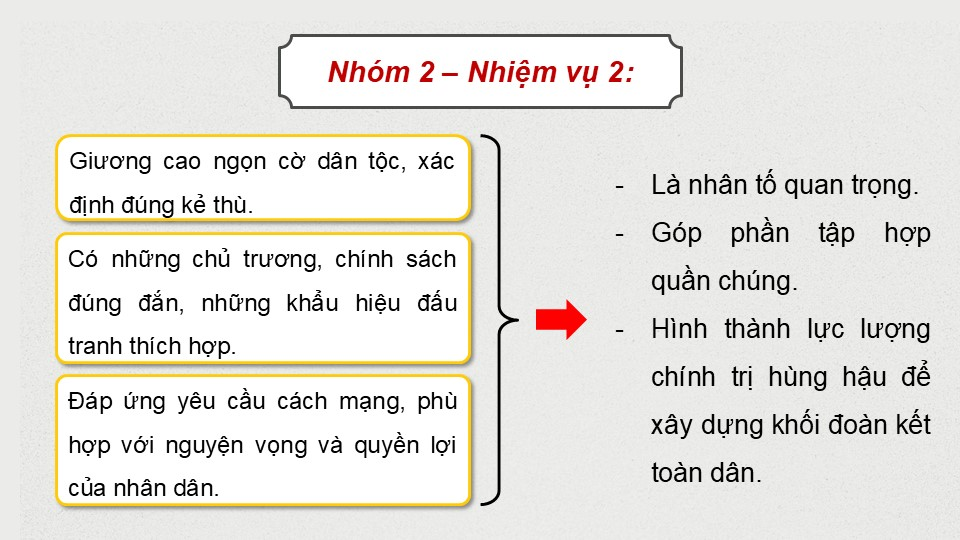 Nhóm 2 – Nhiệm vụ 2:
Giương cao ngọn cờ dân tộc, xác
định đúng kẻ thù.
Có những chủ trương, chính sách
đúng đắn, những khẩu hiệu đấu
tranh thích hợp.
Đáp ứng yêu cầu cách mạng, phù
hợp với nguyện vọng và quyền lợi
của nhân dân.
- Là nhân tố quan trọng.
- Góp phần tập hợp
quần chúng.
- Hình thành lực lượng
chính trị hùng hậu để
xây dựng khối đoàn kết
toàn dân.